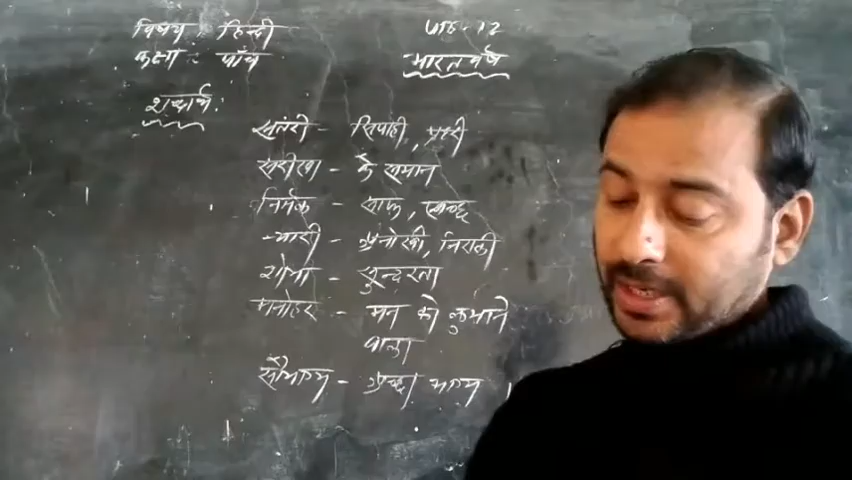 विषय : हिन्दी
पाठ - 12
कक्षा : पाँच
भारतवर्ष
शब्दार्थ :
संतरी - सिपाही, प्रहरी
सरीखा - के समान
निर्मल - साफ, स्वच्छ
न्यारी - अनोखी, निराली
शोभा - सुन्दरता
मनोहर - मन को लुभाने
वाला
सौभाग्य - अच्छा भाग्य ।